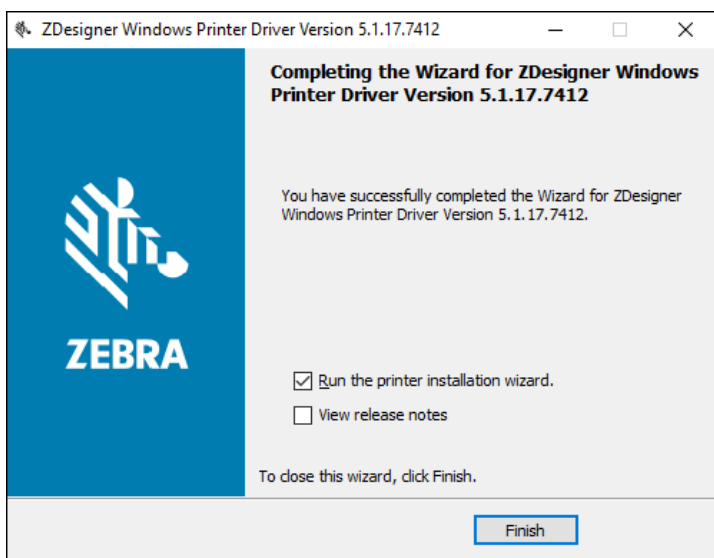 ZDesigner Windows Printer Driver Version 5.1.17.7412
Completing the Wizard for ZDesigner Windows
Printer Driver Version 5.1.17.7412
You have successfully completed the Wizard for ZDesigner
Windows Printer Driver Version 5.1.17.7412.
ZEBRA
Run the printer installation wizard.
View release notes
To close this wizard, click Finish.
Finish